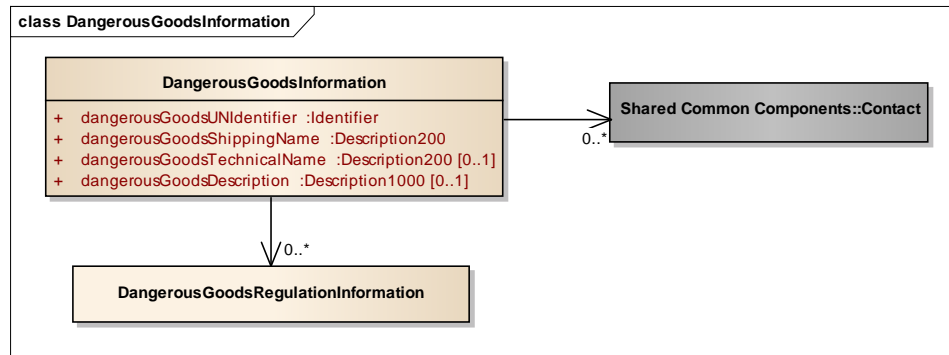 class DangerousGoodsInformation
DangerousGoodsInformation
+ dangerousGoodsUNIdentifier :Identifier
+ dangerousGoodsShippingName :Description200
+ dangerousGoodsTechnicalName :Description200 [0..1]
+ dangerousGoodsDescription :Description1000 [0..1]
Shared Common Components::Contact
0..*
0..*
DangerousGoodsRegulationInformation